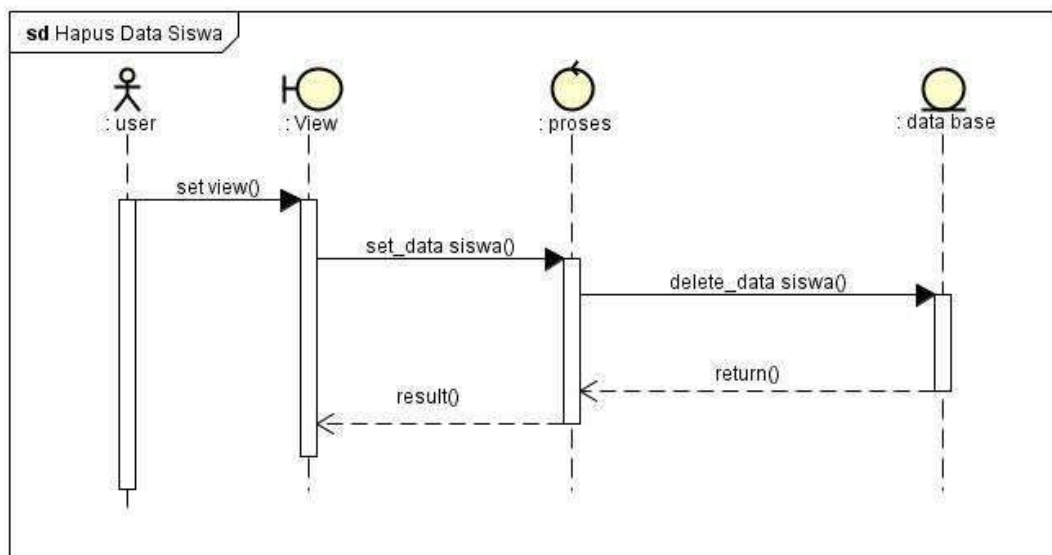 sd Hapus Data Siswa
: user
: View
: proses
: data base
set view()
set_data siswa()
delete_data siswa()
return()
result()